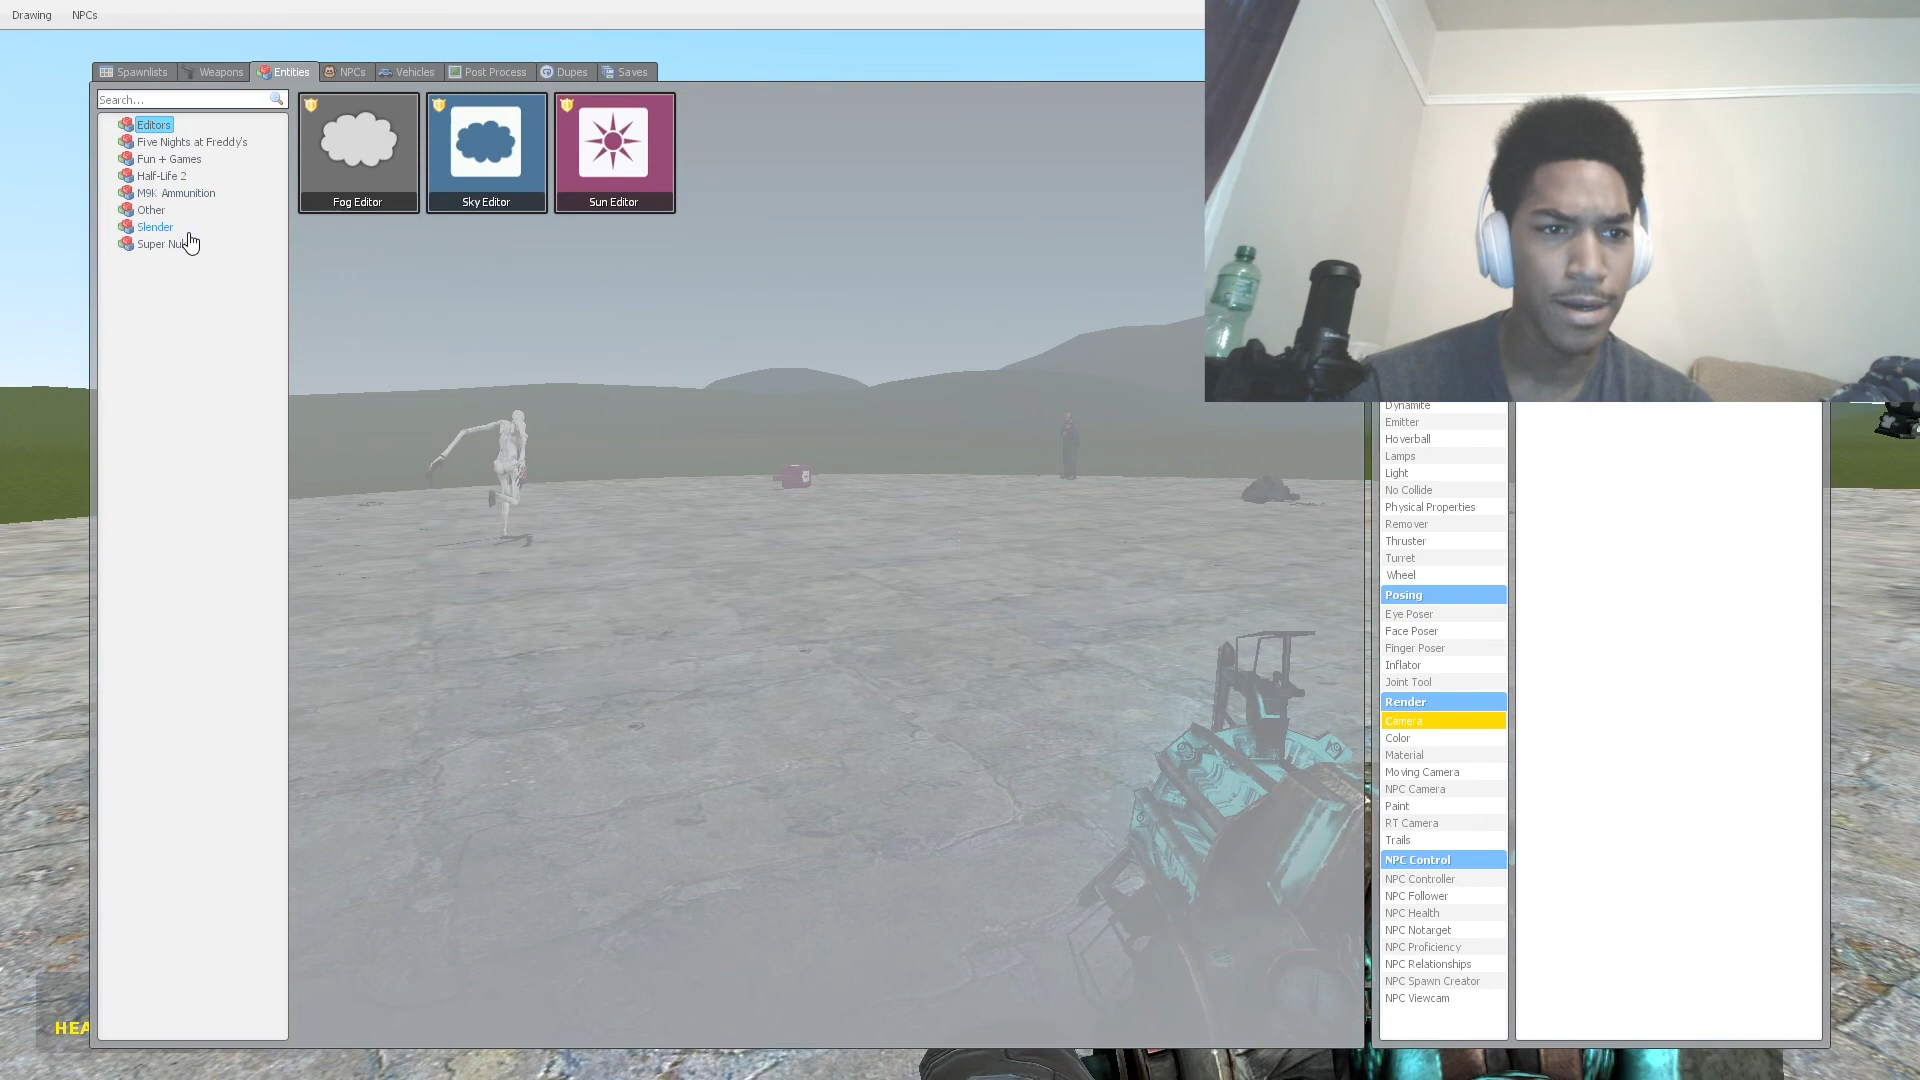 Drawing NPCs
Spawnlists Weapons Entities NPCs Vehicles Post Process Dupes Saves
Search...
Editors
Five Nights at Freddy's
Fun + Games
Half-Life 2
M9K Ammunition
Other
Slender
Super
Fog Editor
Sky Editor
Sun Editor
Dynamite
Emitter
Hoverball
Lamps
Light
No Collide
Physical Properties
Remover
Thruster
Turret
Wheel
Posing
Eye Poser
Face Poser
Finger Poser
Inflator
Joint Tool
Render
Camera
Color
Material
Moving Camera
NPC Camera
Paint
RT Camera
Trails
NPC Control
NPC Controller
NPC Follower
NPC Health
NPC Notarget
NPC Proficiency
NPC Relationships
NPC Spawn Creator
NPC Viewcam
HEA